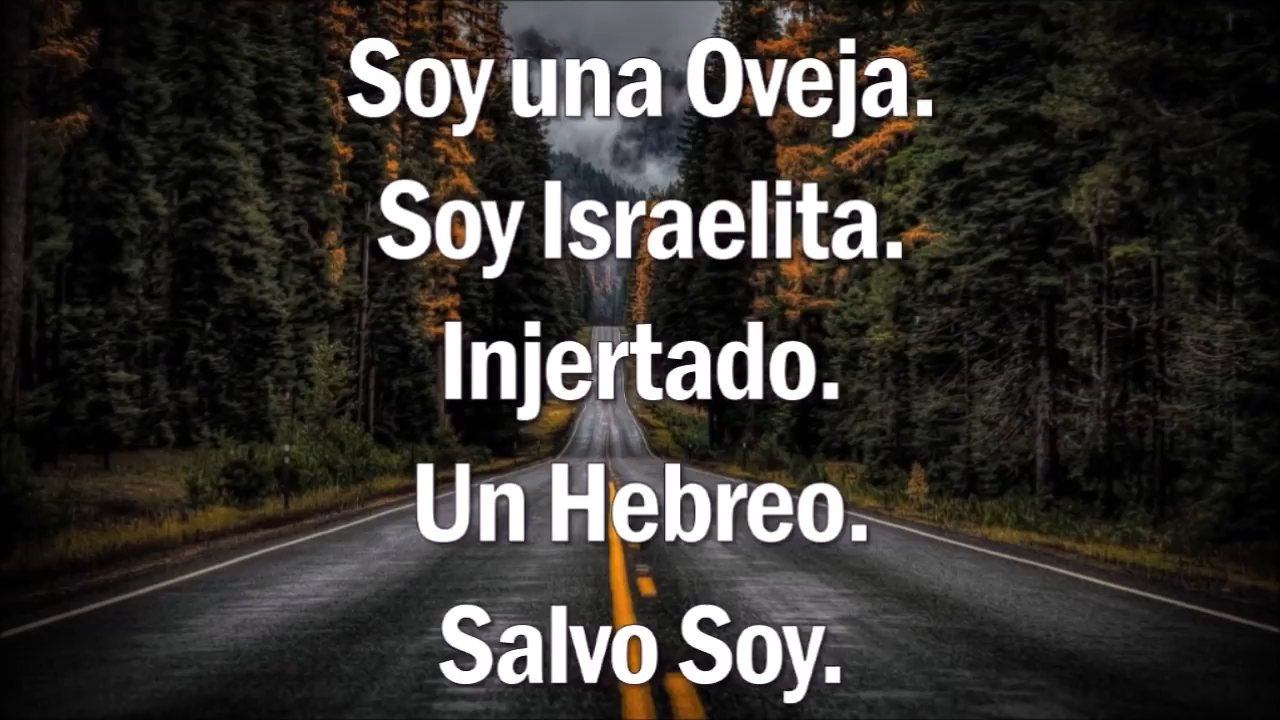 Soy una Oveja.
Soy Israelita.
Injertado.
Un Hebreo.
Salvo Soy.